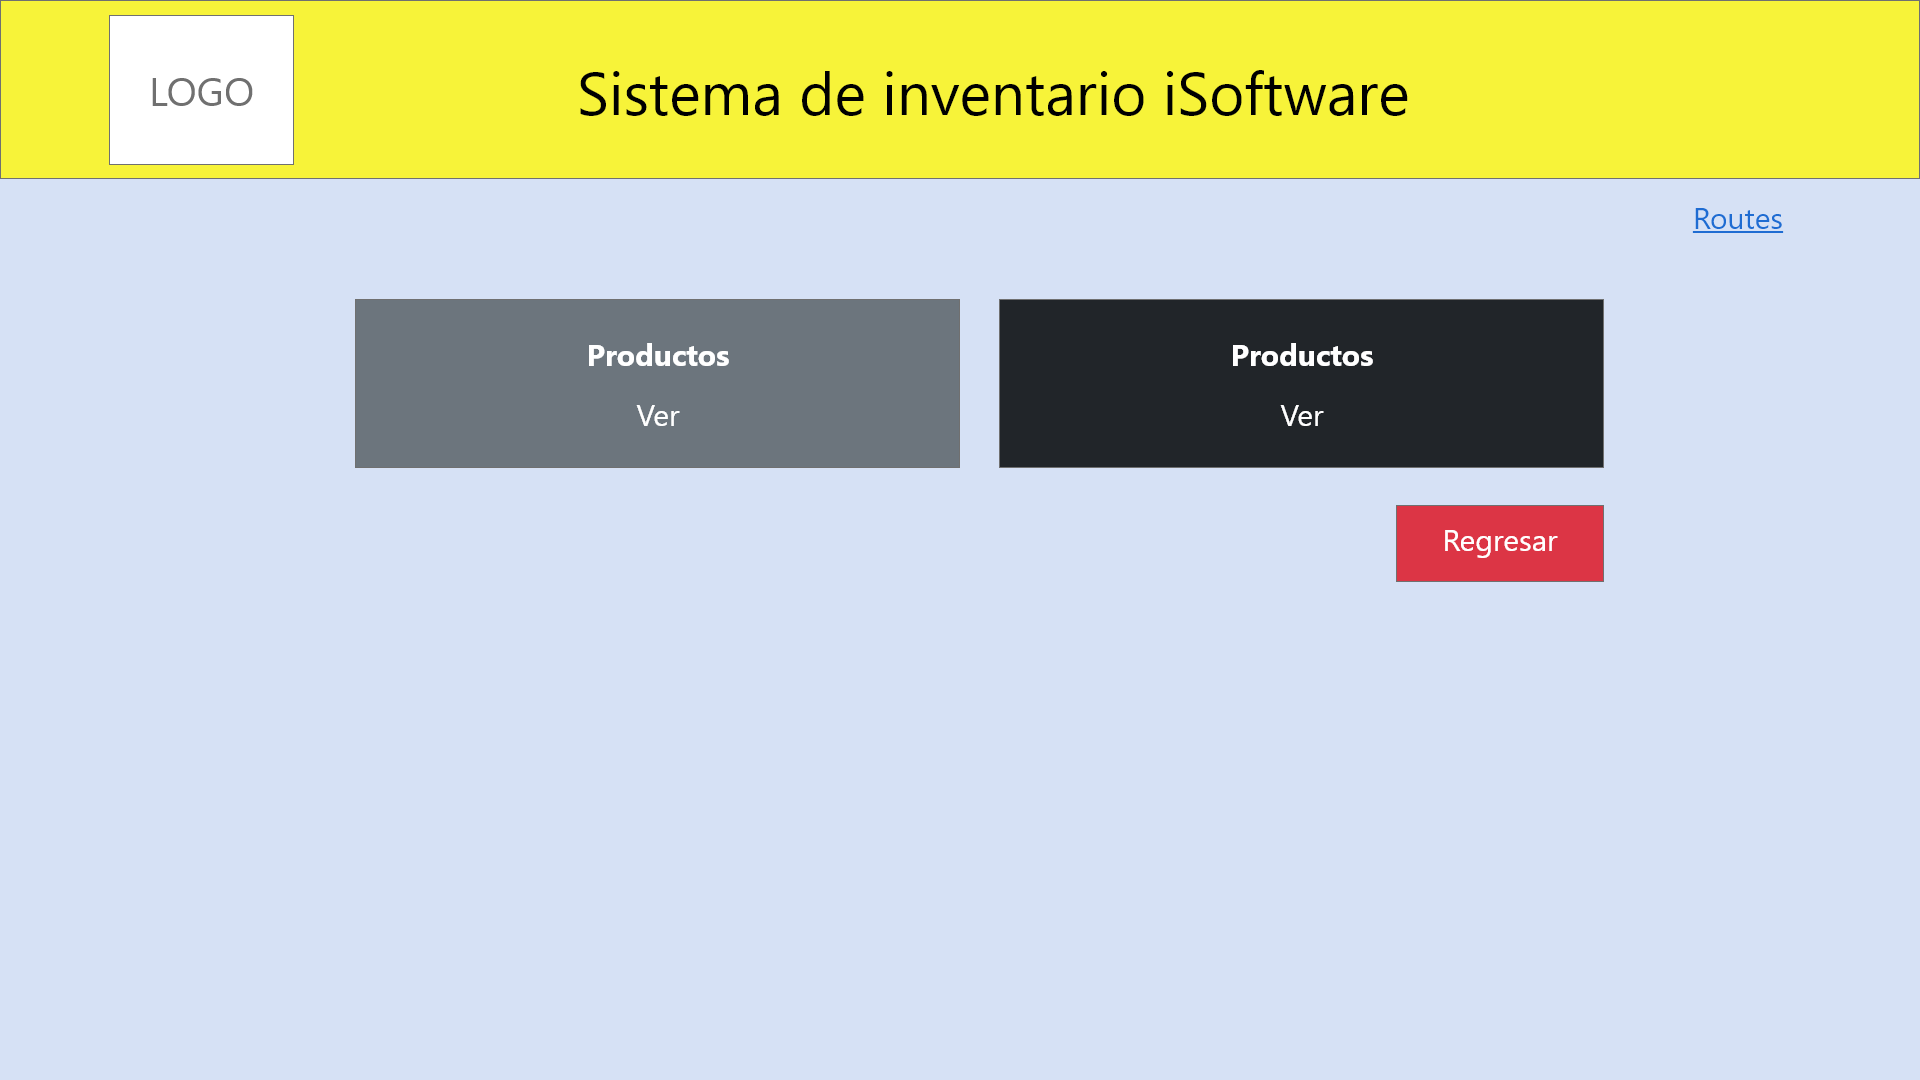 LOGO
Sistema de inventario iSoftware
Routes
Productos
Ver
Productos
Ver
Regresar